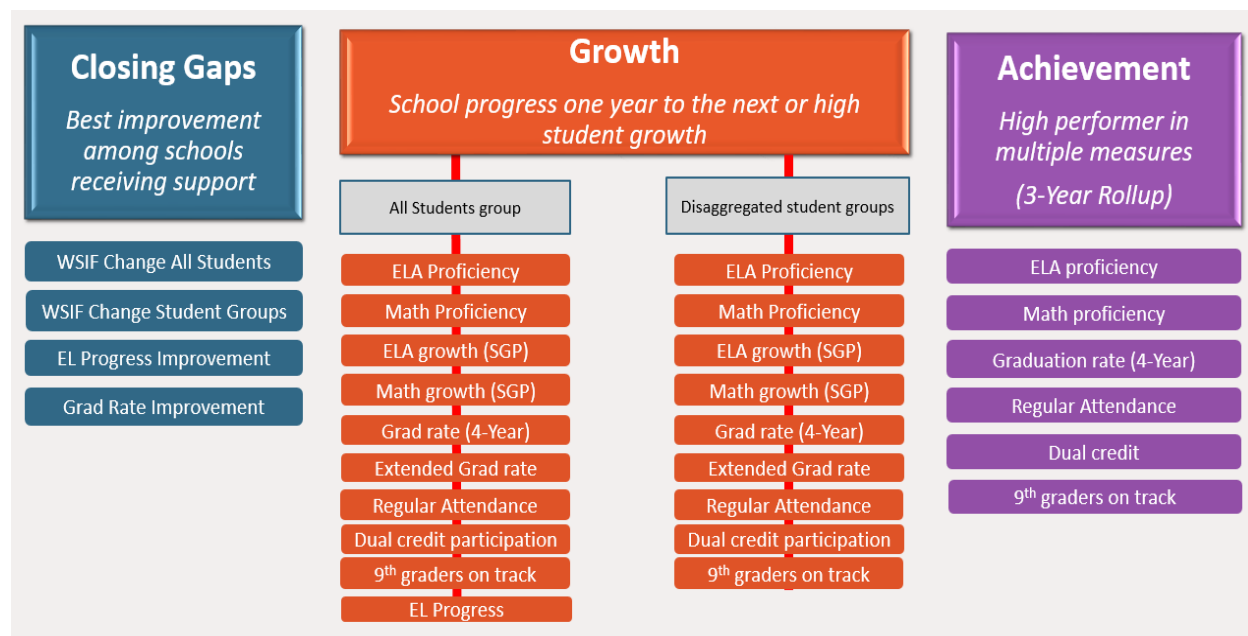 Closing Gaps
Best improvement
among schools
receiving support
WSIF Change All Students
WSIF Change Student Groups
EL Progress Improvement
Grad Rate Improvement
Growth
School progress one year to the next or high
student growth
All Students group
ELA Proficiency
Math Proficiency
ELA growth (SGP)
Math growth (SGP)
Grad rate (4-Year)
Extended Grad rate
Regular Attendance
Dual credit participation
9th graders on track
EL Progress
Disaggregated student groups
ELA Proficiency
Math Proficiency
ELA growth (SGP)
Math growth (SGP)
Grad rate (4-Year)
Extended Grad rate
Regular Attendance
Dual credit participation
9th graders on track
Achievement
High performer in
multiple measures
(3-Year Rollup)
ELA proficiency
Math proficiency
Graduation rate (4-Year)
Regular Attendance
Dual credit
9th graders on track